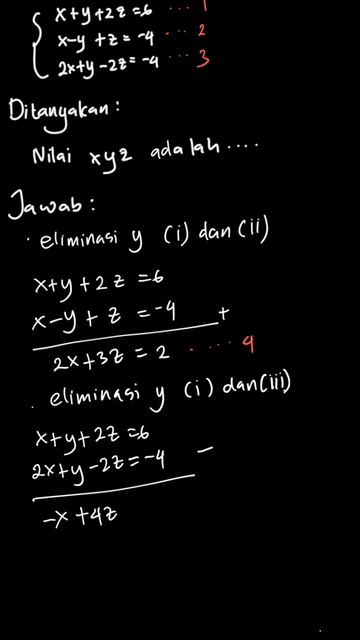 x+y+2z=6 ... 1
x-y+z=-4 ... 2
2x+y-2z=-4 ... 3
Ditanyakan:
Nilai xyz adalah ....
Jawab:
· eliminasi y (i) dan (ii)
x+y+2z=6
x-y+z=-4 +
2x+3z=2 .... 4
. eliminasi y (i) dan (iii)
x+y+2z=6
2x+y-2z=-4 -
-x+4z